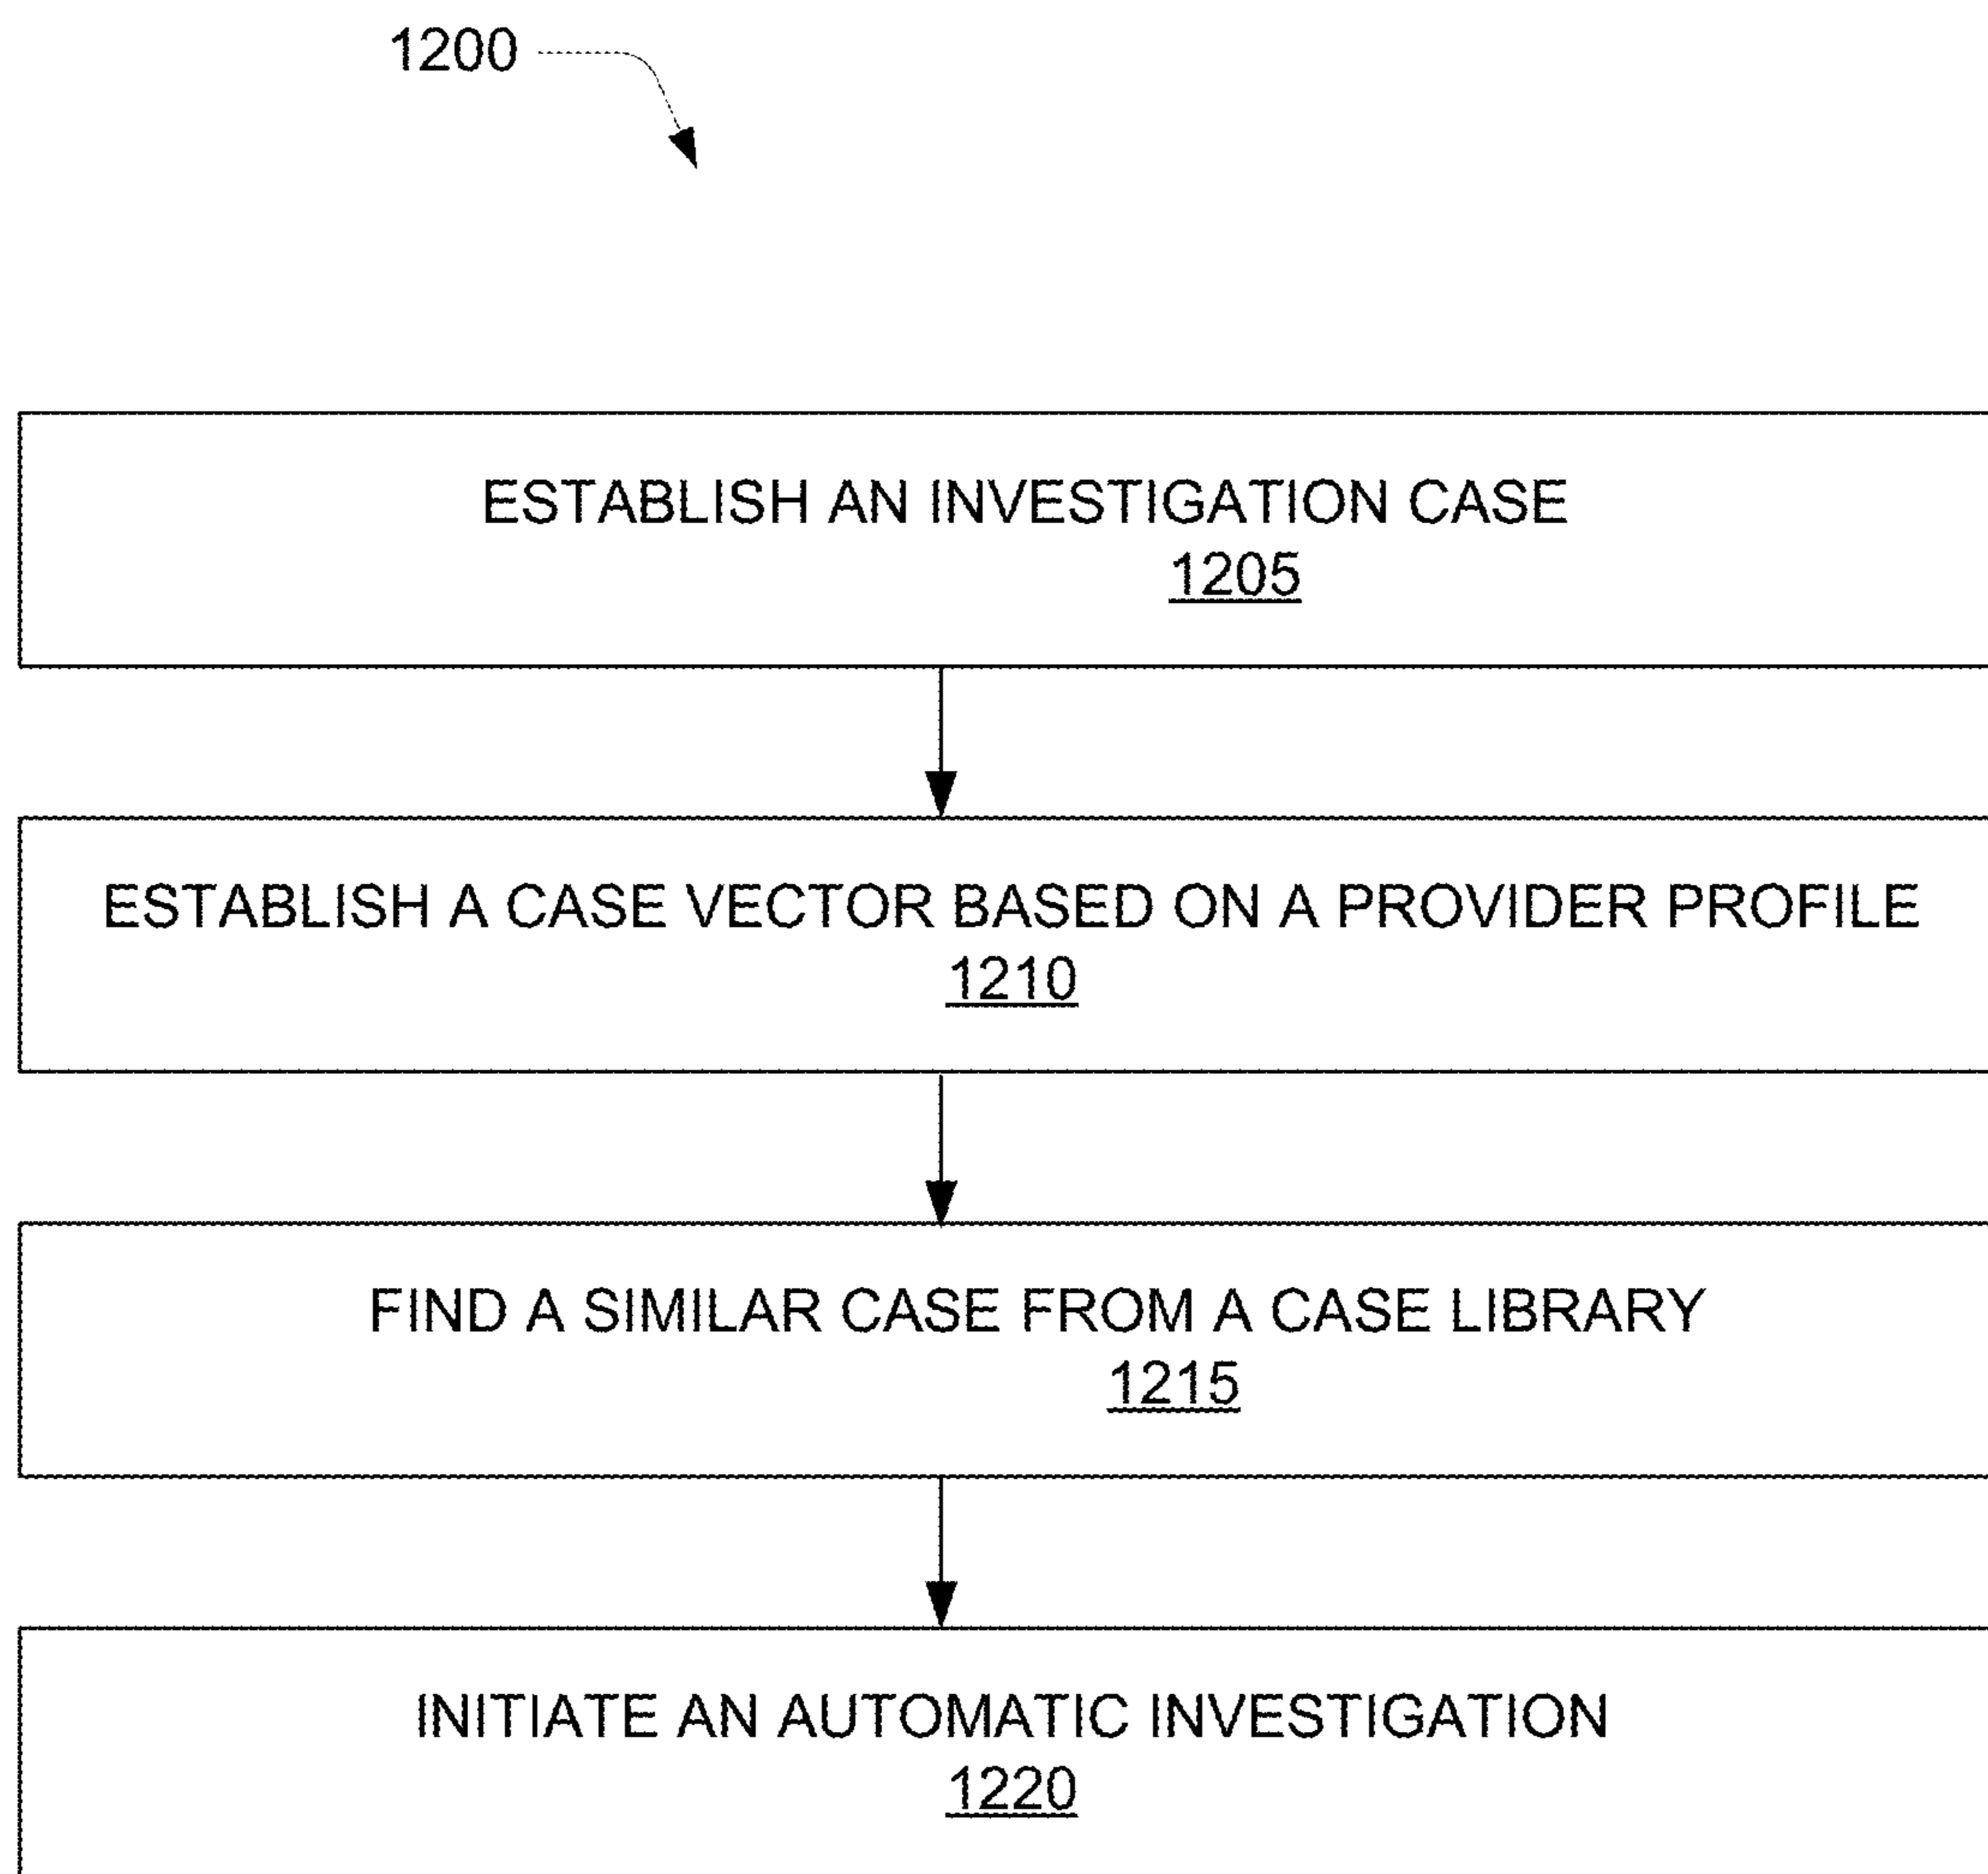 1200
ESTABLISH AN INVESTIGATION CASE
1205
ESTABLISH A CASE VECTOR BASED ON A PROVIDER PROFILE
1210
FIND A SIMILAR CASE FROM A CASE LIBRARY
1215
INITIATE AN AUTOMATIC INVESTIGATION
1220